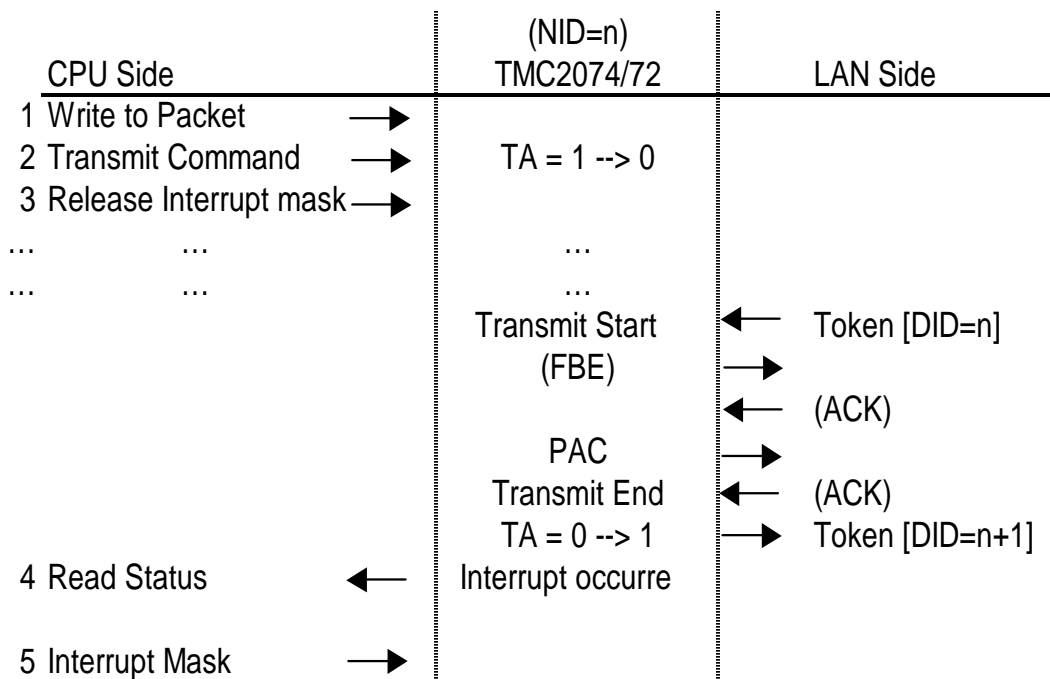 (NID=n)
CPU Side TMC2074/72 LAN Side
1 Write to Packet
2 Transmit Command TA = 1 --> 0
3 Release Interrupt mask
... ... ...
... ... ...
Transmit Start Token [DID=n]
(FBE)
(ACK)
PAC
Transmit End (ACK)
TA = 0 --> 1 Token [DID=n+1]
4 Read Status Interrupt occurre
5 Interrupt Mask